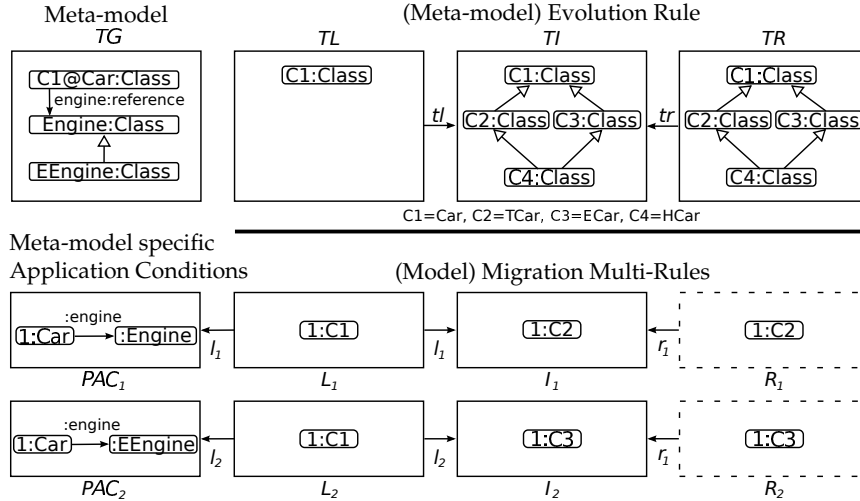 Meta-model
(Meta-model) Evolution Rule
TG
TL
TI
TR
C1@Car:Class
engine:reference
Engine:Class
EEngine:Class
C1:Class
tl
C1:Class
C2:Class
C3:Class
C4:Class
tr
C1:Class
C2:Class
C3:Class
C4:Class
C1=Car, C2=TCar, C3=ECar, C4=HCar
Meta-model specific
Application Conditions
(Model) Migration Multi-Rules
:engine
1:Car
:Engine
l1
1:C1
l1
1:C2
r1
1:C2
PAC1
L1
I1
R1
:engine
1:Car
:EEngine
l2
1:C1
l2
1:C3
r1
1:C3
PAC2
L2
I2
R2